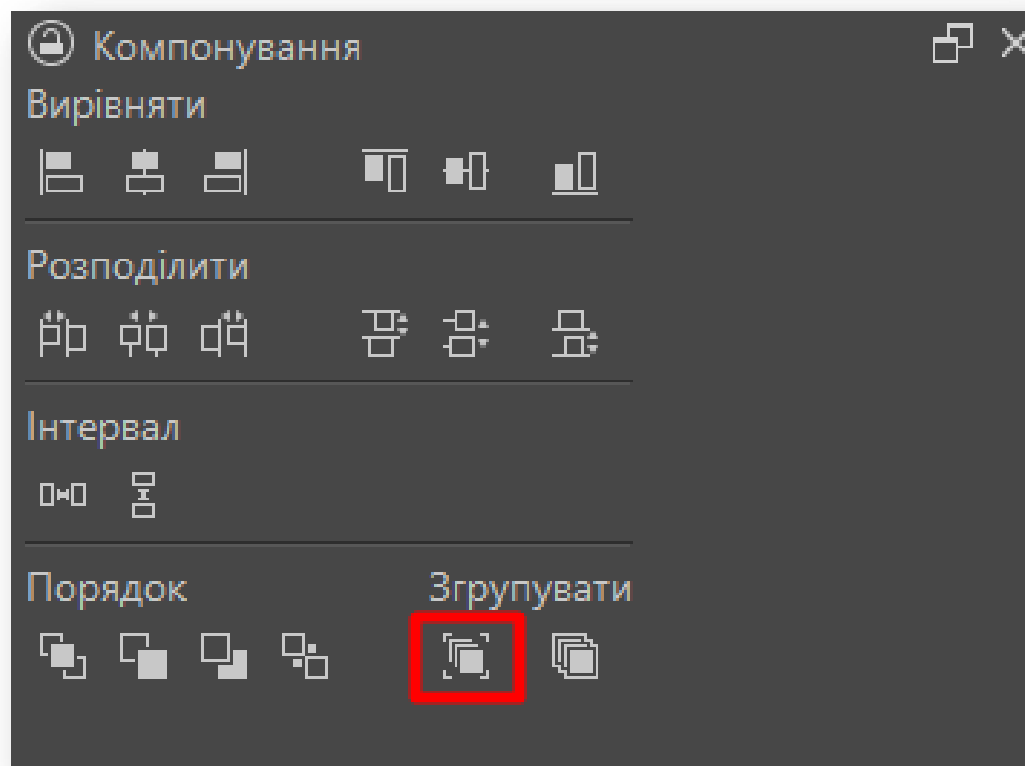 Компонування
Вирівняти
Розподілити
Інтервал
Порядок Згрупувати